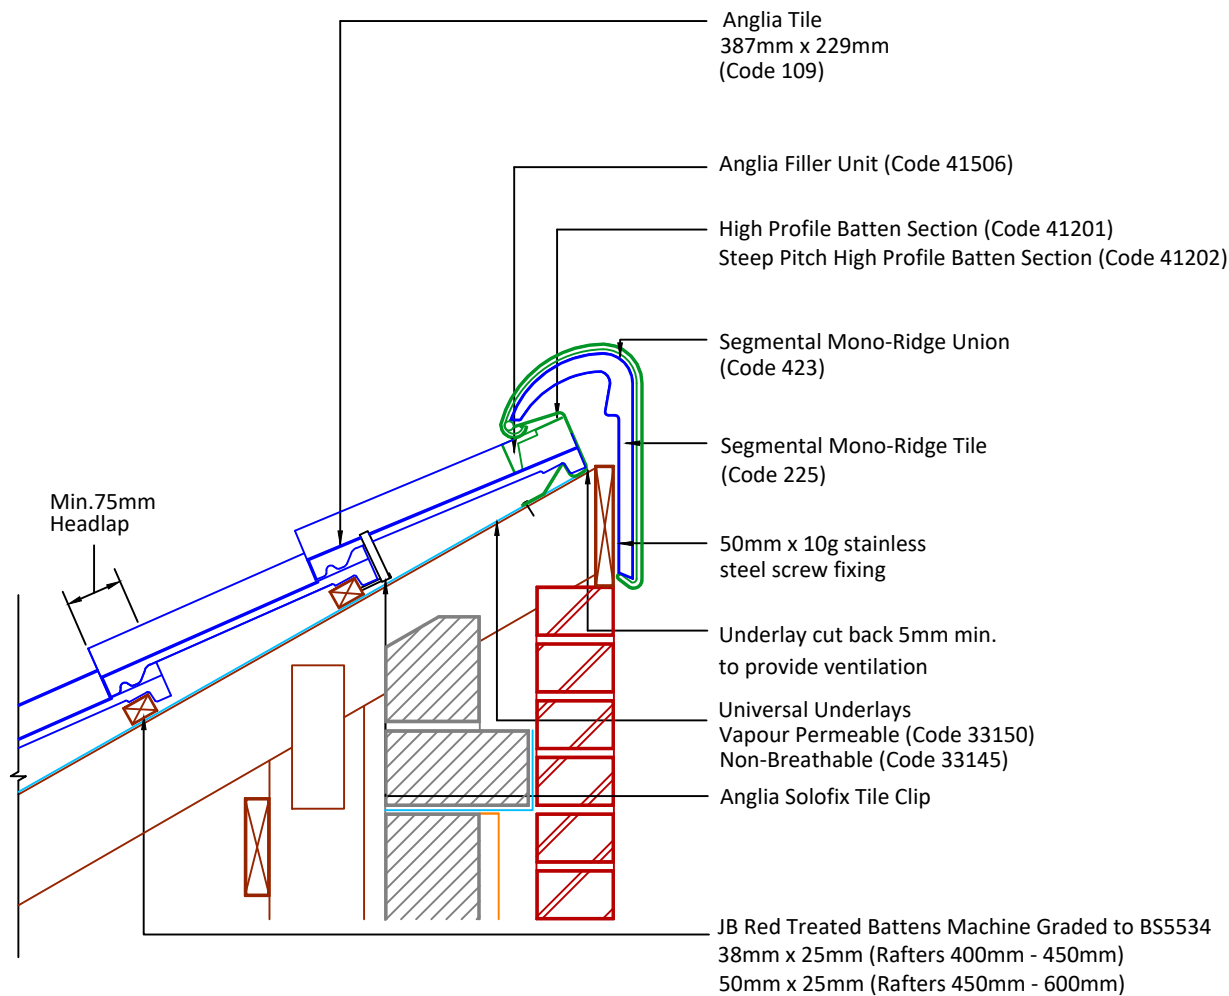 Anglia Tile
387mm x 229mm
(Code 109)
Anglia Filler Unit (Code 41506)
High Profile Batten Section (Code 41201)
Steep Pitch High Profile Batten Section (Code 41202)
Segmental Mono-Ridge Union
(Code 423)
Segmental Mono-Ridge Tile
(Code 225)
Min.75mm
Headlap
50mm x 10g stainless
steel screw fixing
Underlay cut back 5mm min.
to provide ventilation
Universal Underlays
Vapour Permeable (Code 33150)
Non-Breathable (Code 33145)
Anglia Solofix Tile Clip
JB Red Treated Battens Machine Graded to BS5534
38mm x 25mm (Rafters 400mm - 450mm)
50mm x 25mm (Rafters 450mm - 600mm)